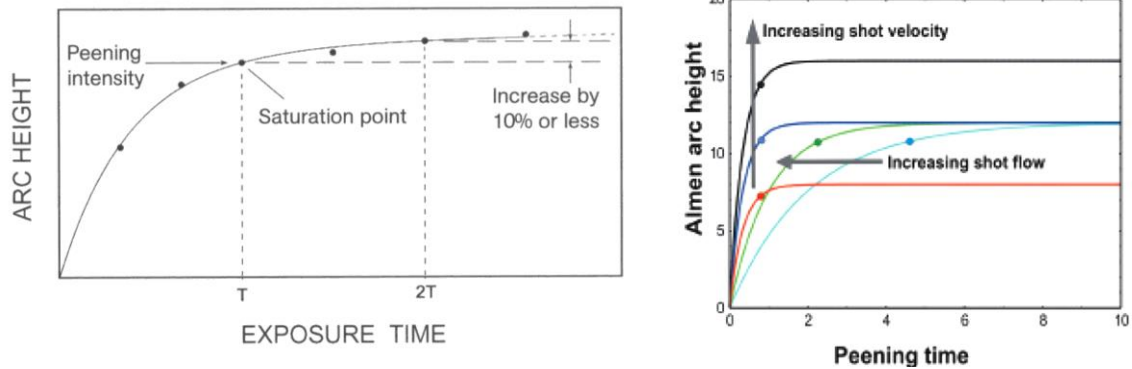 ARC HEIGHT
Peening
intensity
Saturation point
Increase by
10% or less
T
2T
EXPOSURE TIME
Almen arc height
Increasing shot velocity
15
10
5
0
Increasing shot flow
0
2
4
6
8
10
Peening time